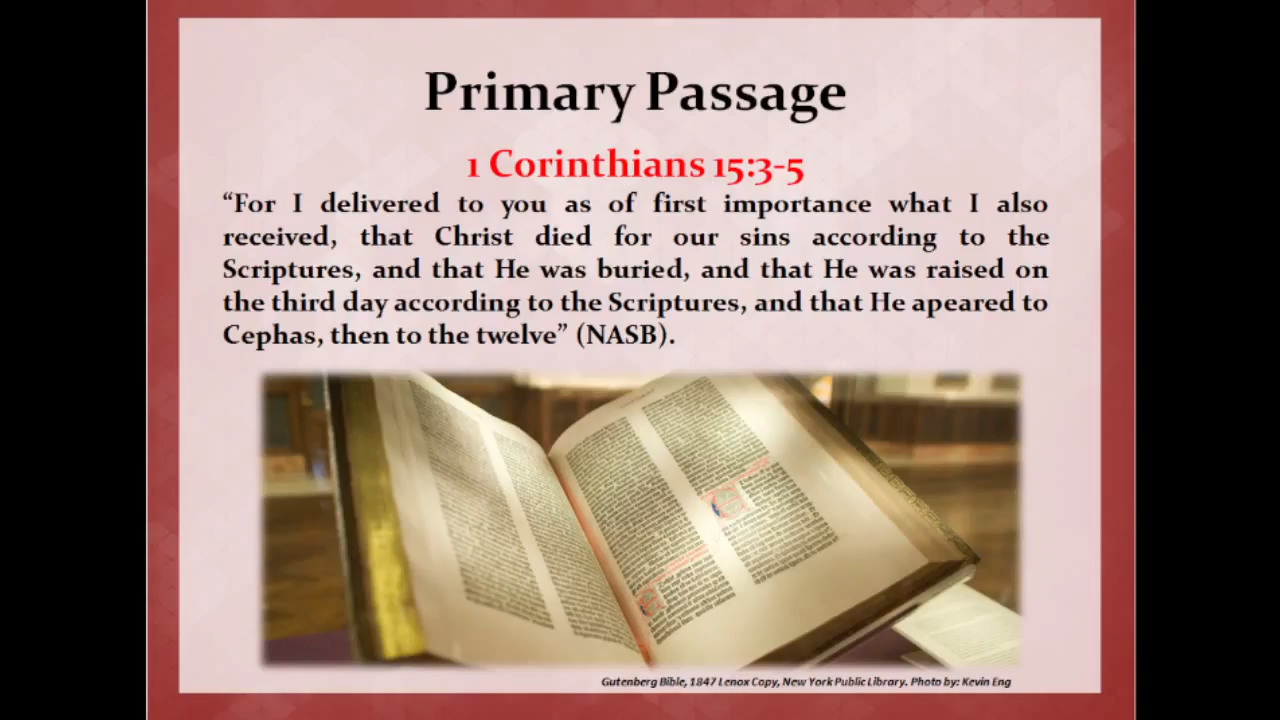 Primary Passage
1 Corinthians 15:3-5
“For I delivered to you as of first importance what I also
received, that Christ died for our sins according to the
Scriptures, and that He was buried, and that He was raised on
the third day according to the Scriptures, and that He apeared to
Cephas, then to the twelve” (NASB).
Gutenberg Bible, 1847 Lenox Copy, New York Public Library. Photo by: Kevin Eng